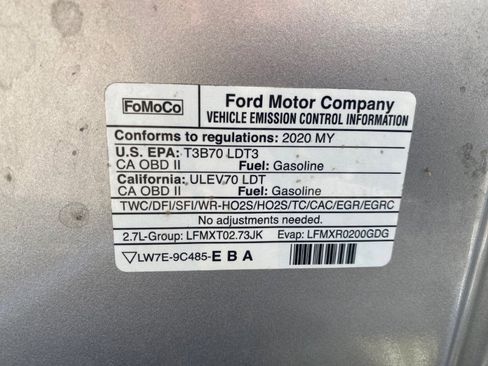 FoMoCo
Ford Motor Company
VEHICLE EMISSION CONTROL INFORMATION
Conforms to regulations: 2020 MY
U.S. EPA: T3B70 LDT3
CA OBD II Fuel: Gasoline
California: ULEV70 LDT
CA OBD II Fuel: Gasoline
TWC/DFI/SFI/WR-HO2S/HO2S/TC/CAC/EGR/EGRC
No adjustments needed.
2.7L-Group: LFMXT02.73JK Evap: LFMXR0200GDG
LW7E-9C485-E B A